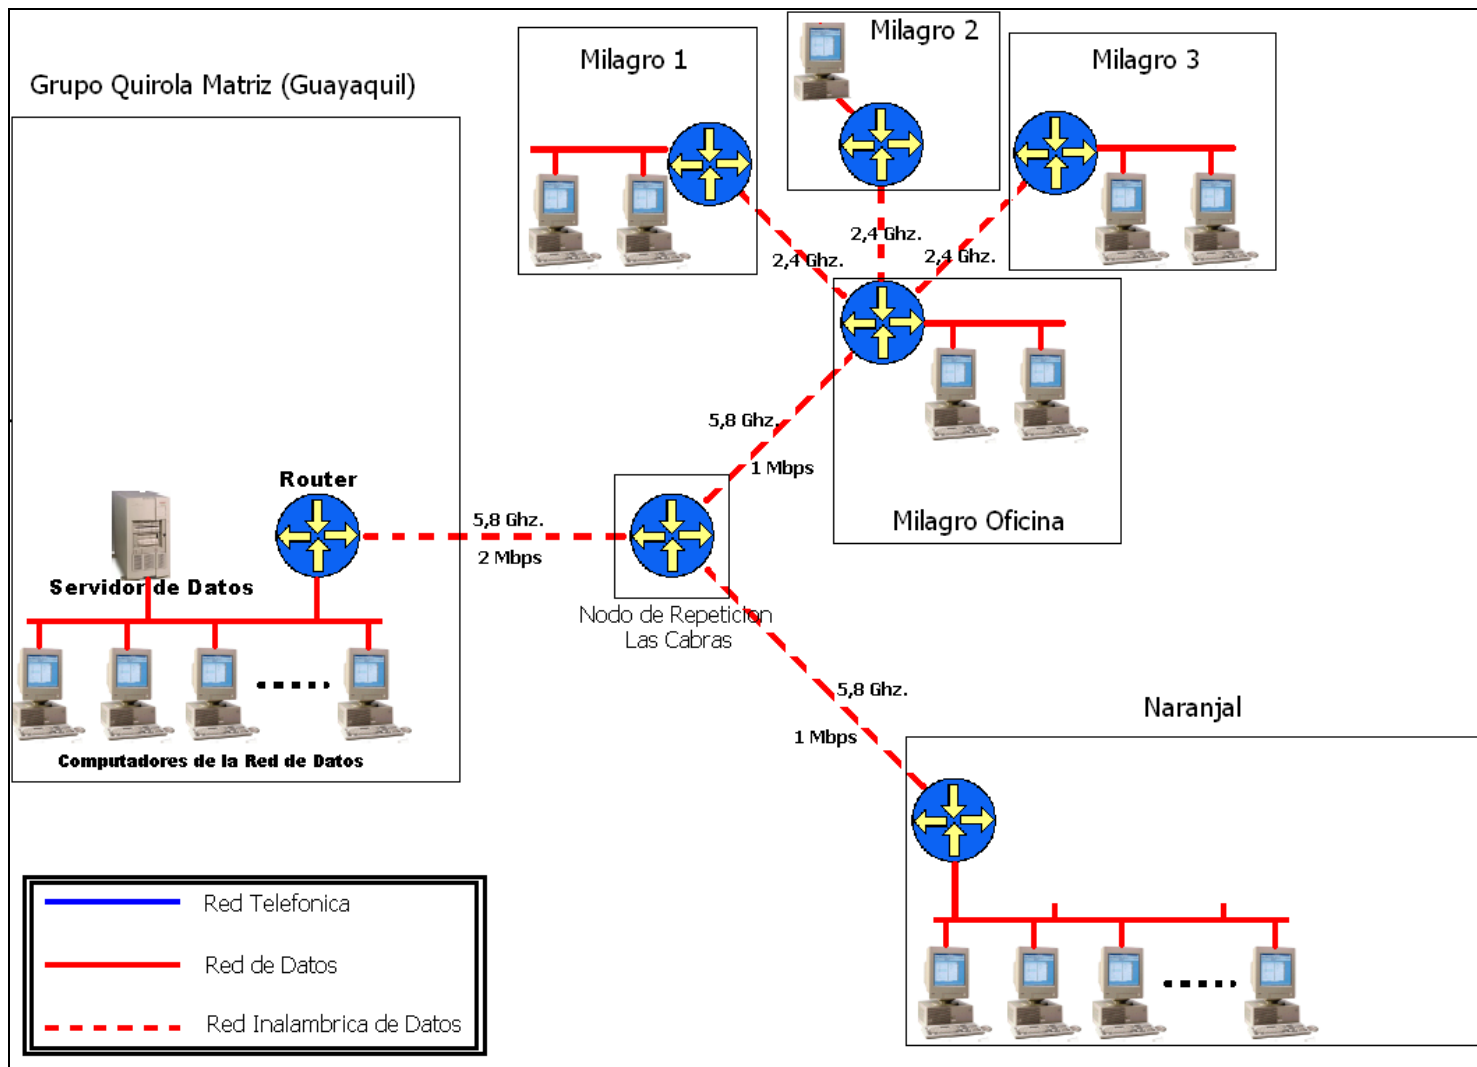 Grupo Quirola Matriz (Guayaquil)
Milagro 1
Milagro 2
Milagro 3
2,4 Ghz.
2,4 Ghz.
2,4 Ghz.
5,8 Ghz.
1 Mbps
Milagro Oficina
Router
Servidor de Datos
5,8 Ghz.
2 Mbps
Nodo de Repeticion
Las Cabras
Computadores de la Red de Datos
5,8 Ghz.
1 Mbps
Naranjal
Red Telefonica
Red de Datos
Red Inalambrica de Datos